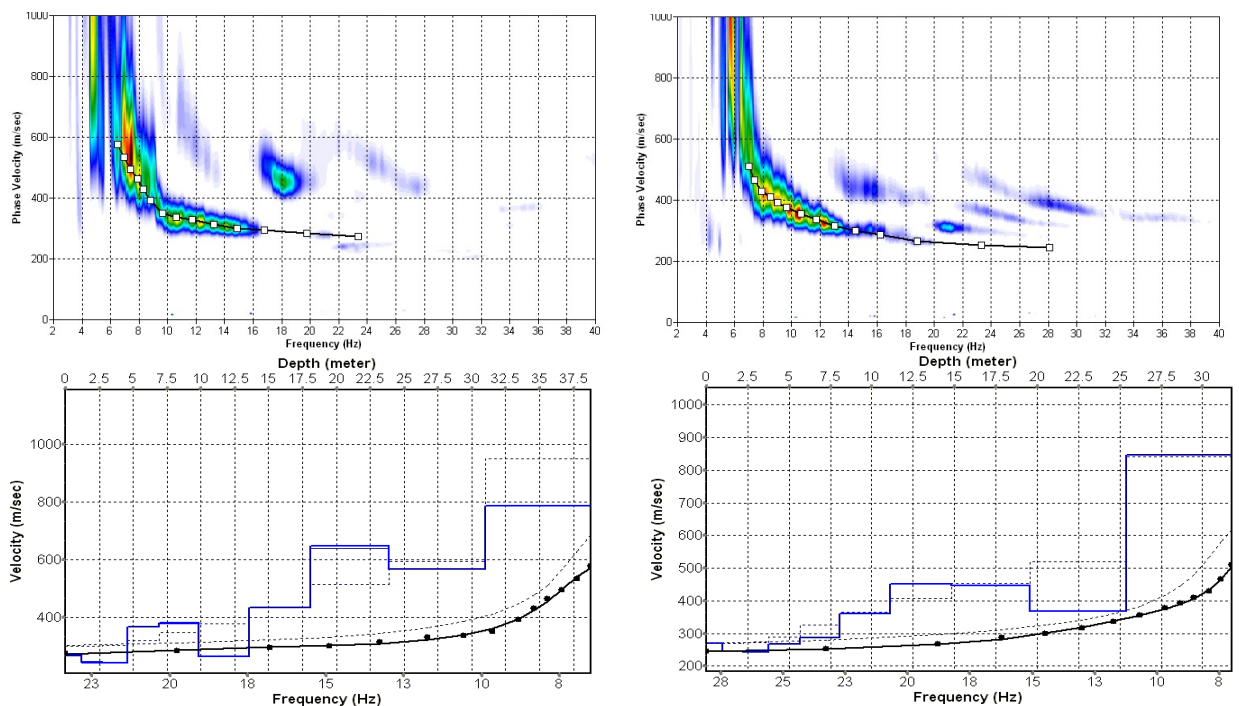 1000
800
600
400
200
0
Phase Velocity (m/sec)
2 4 6 8 10 12 14 16 18 20 22 24 26 28 30 32 34 36 38 40
Frequency (Hz)
1000
800
600
400
200
0
Phase Velocity (m/sec)
2 4 6 8 10 12 14 16 18 20 22 24 26 28 30 32 34 36 38 40
Frequency (Hz)
Depth (meter)
0 2.5 5 7.5 10 12.5 15 17.5 20 22.5 25 27.5 30 32.5 35 37.5
1000
800
600
400
Velocity (m/sec)
23 20 18 15 13 10 8
Frequency (Hz)
Depth (meter)
0 2.5 5 7.5 10 12.5 15 17.5 20 22.5 25 27.5 30
1000
900
800
700
600
500
400
300
200
Velocity (m/sec)
28 25 23 20 18 15 13 10 8
Frequency (Hz)